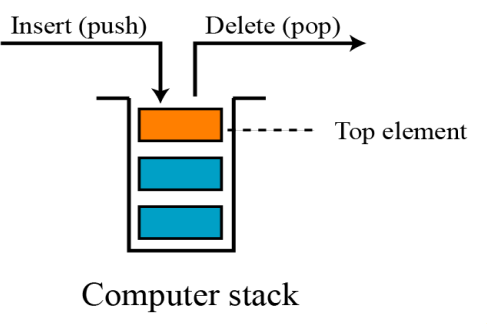 Insert (push)
Delete (pop)
Top element
Computer stack